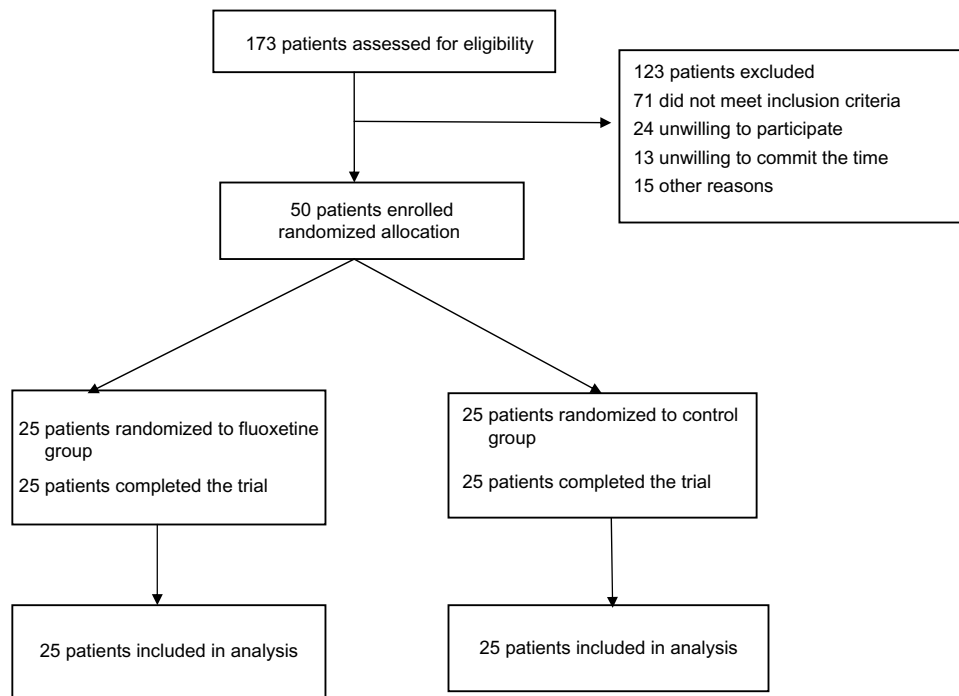 173 patients assessed for eligibility
123 patients excluded
71 did not meet inclusion criteria
24 unwilling to participate
13 unwilling to commit the time
15 other reasons
50 patients enrolled
randomized allocation
25 patients randomized to fluoxetine
group
25 patients completed the trial
25 patients randomized to control
group
25 patients completed the trial
25 patients included in analysis
25 patients included in analysis